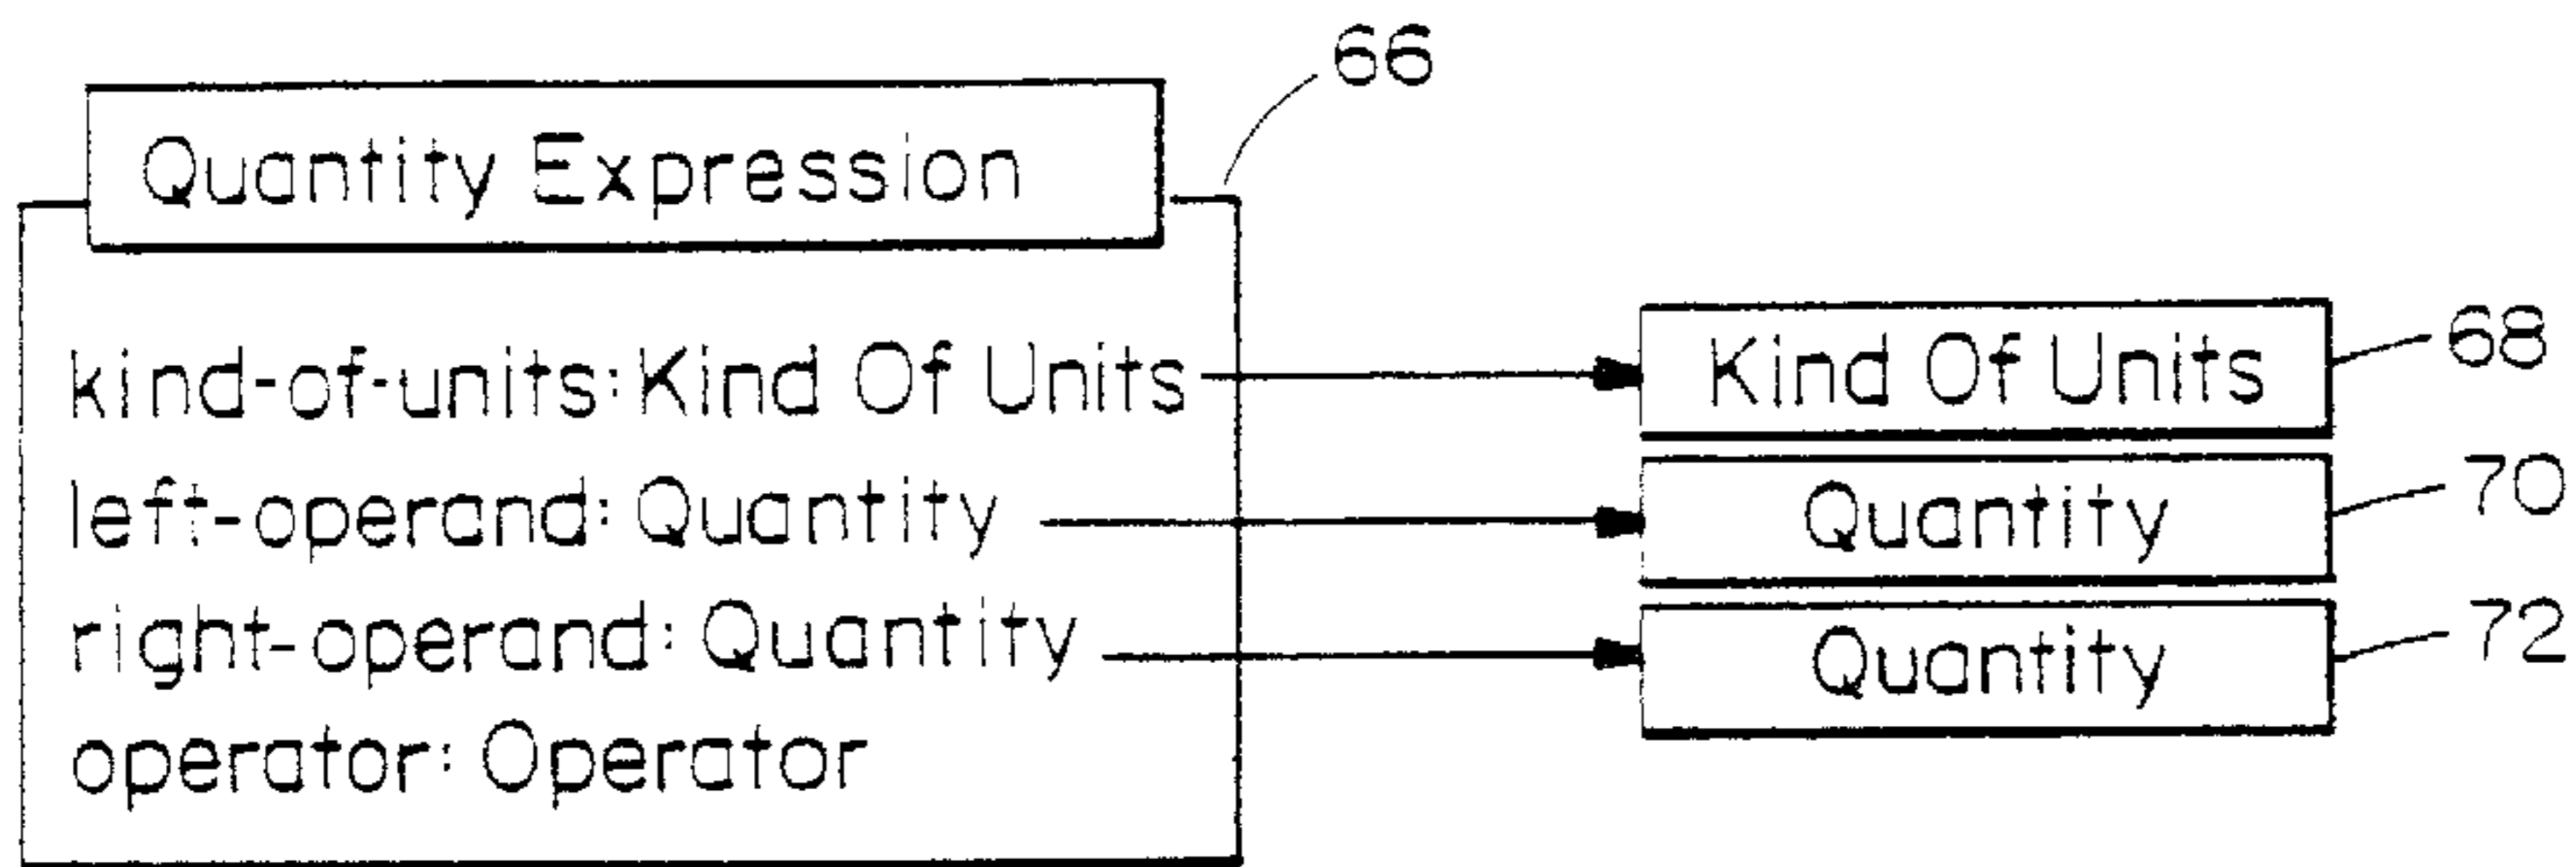 66
Quantity Expression
kind-of-units: Kind Of Units
Kind Of Units
68
left-operand: Quantity
Quantity
70
right-operand: Quantity
Quantity
72
operator: Operator